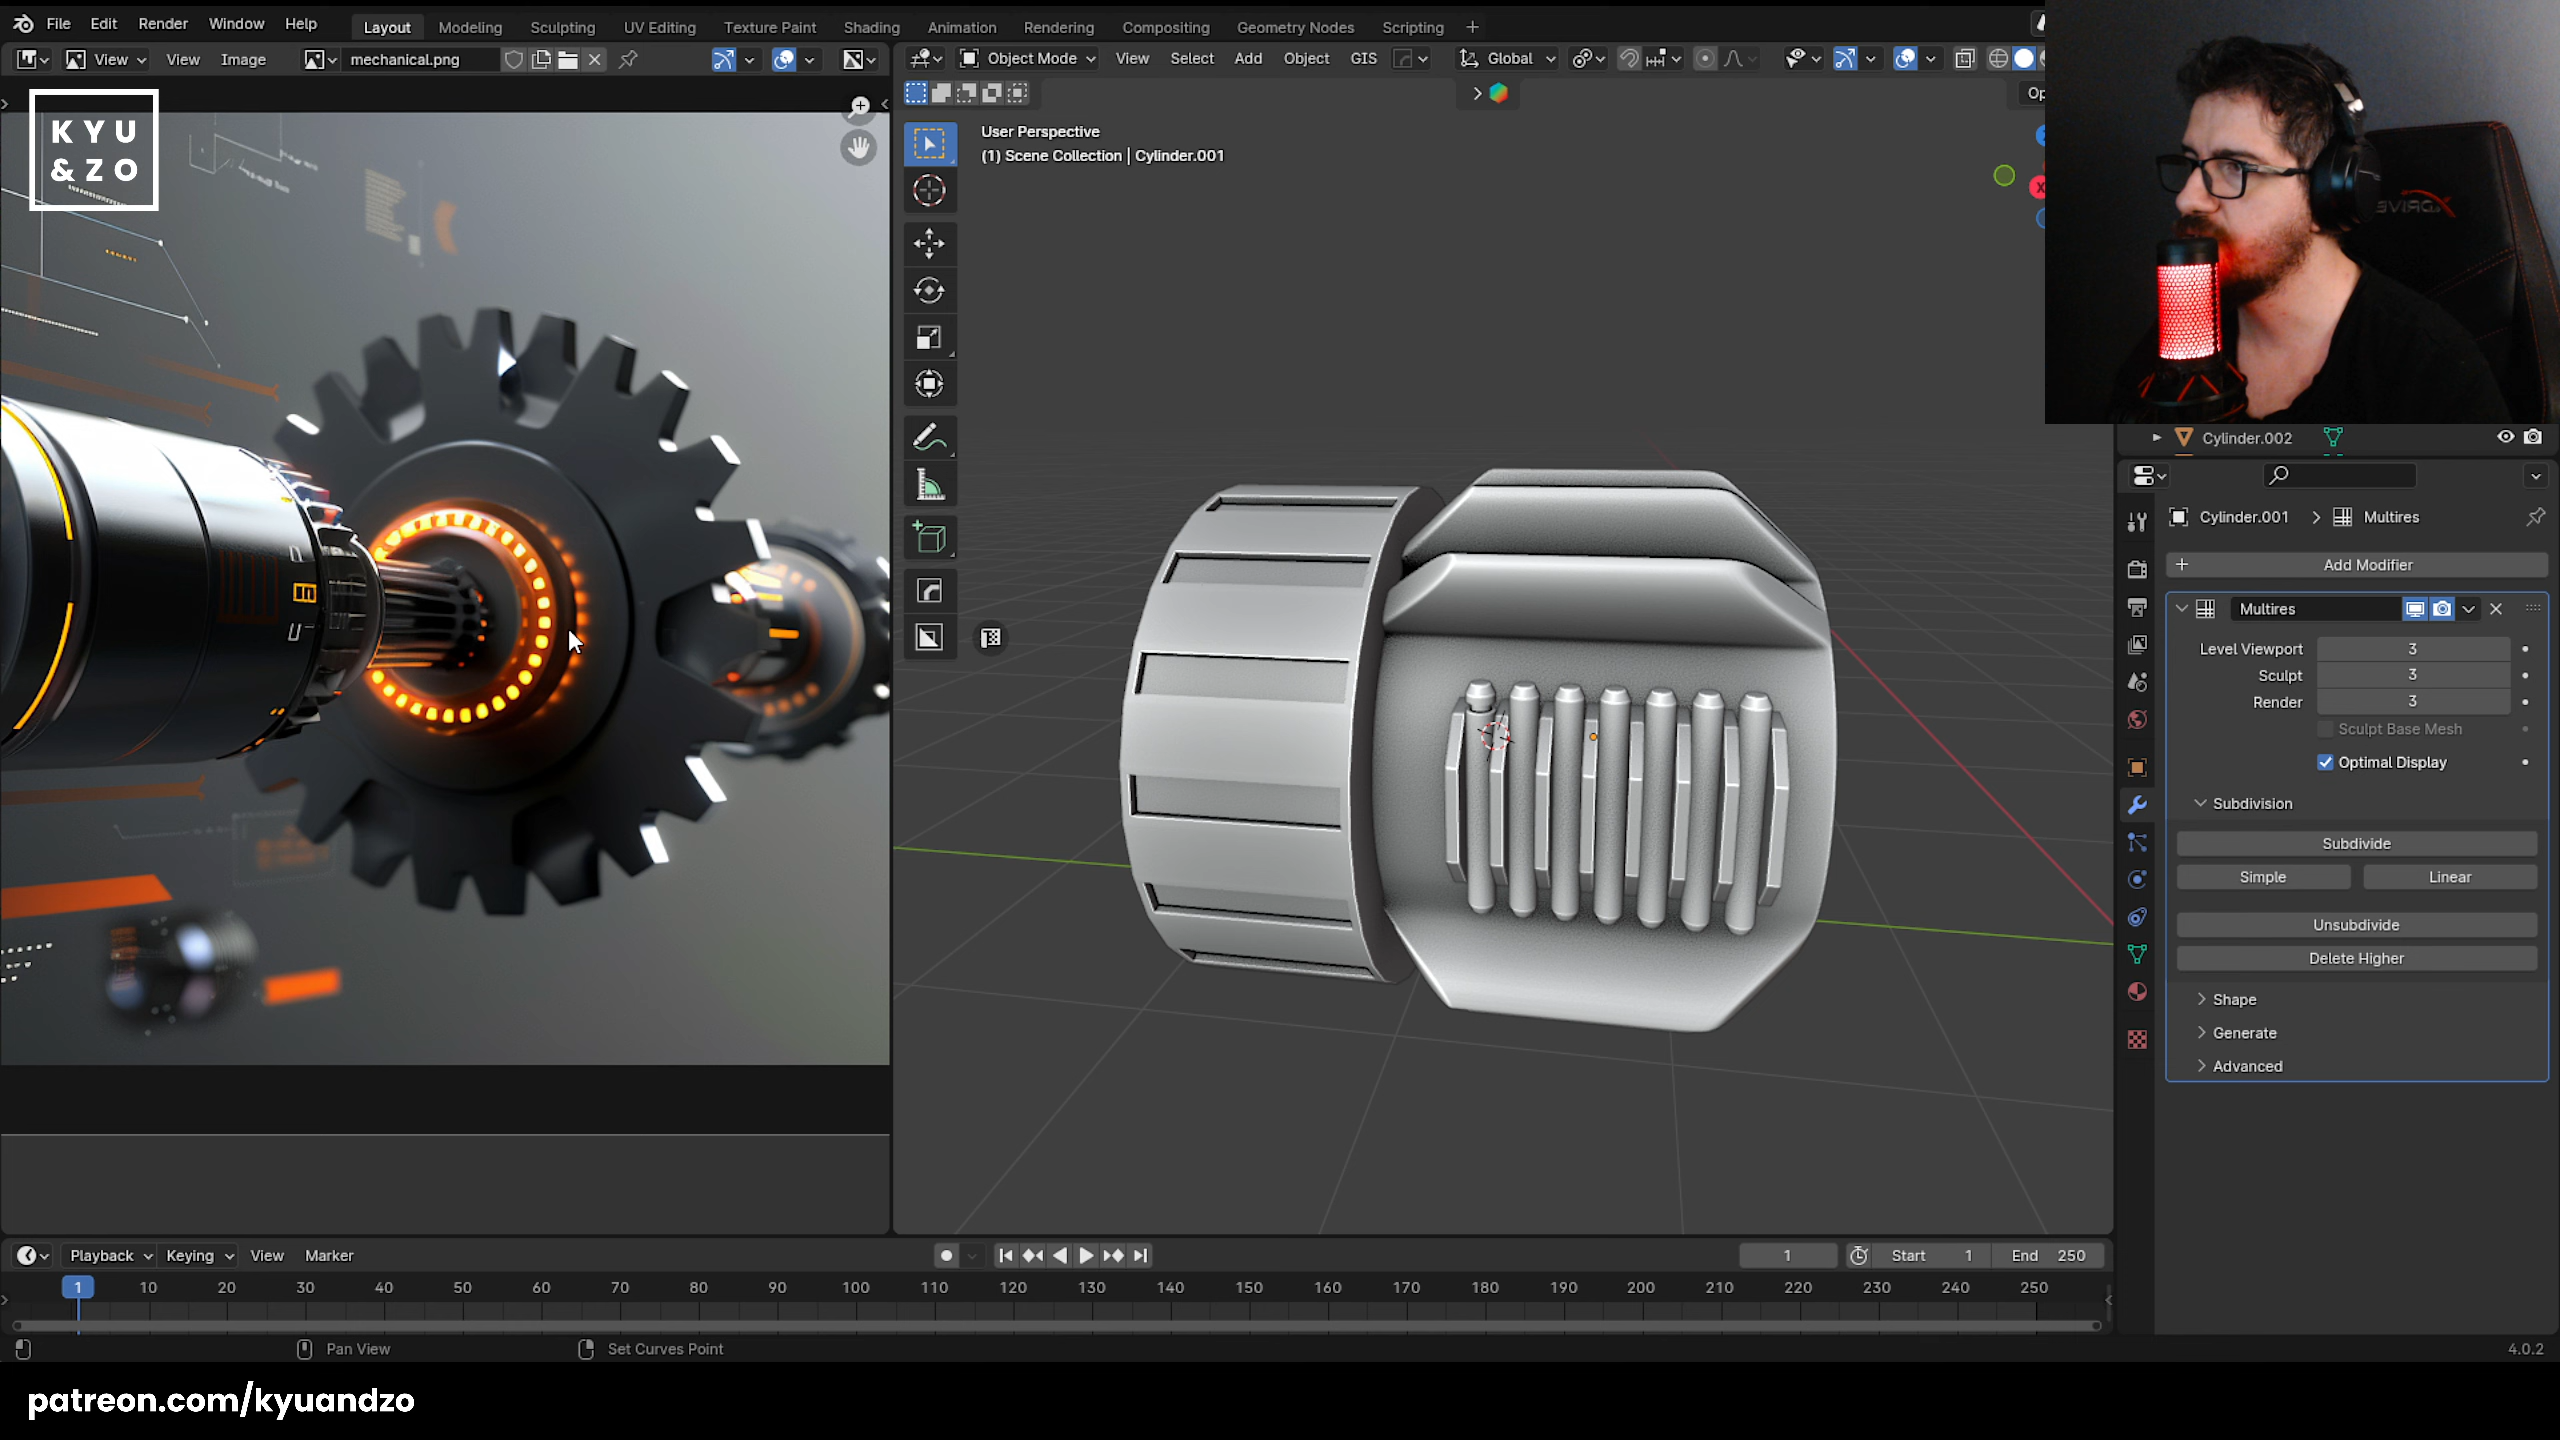 File Edit Render Window Help Layout Modeling Sculpting UV Editing Texture Paint Shading Animation Rendering Compositing Geometry Nodes Scripting +
View View Image mechanical.png Object Mode View Select Add Object GIS Global
KYU
&ZO
User Perspective
(1) Scene Collection | Cylinder.001
X
XDRIVE
Cylinder.002
Cylinder.001 > Multires
+ Add Modifier
Multires
Level Viewport 3
Sculpt 3
Render 3
Sculpt Base Mesh
Optimal Display
Subdivision
Subdivide
Simple Linear
Unsubdivide
Delete Higher
Shape
Generate
Advanced
Playback Keying View Marker 1 Start 1 End 250
1 10 20 30 40 50 60 70 80 90 100 110 120 130 140 150 160 170 180 190 200 210 220 230 240 250
Pan View Set Curves Point 4.0.2
patreon.com/kyuandzo